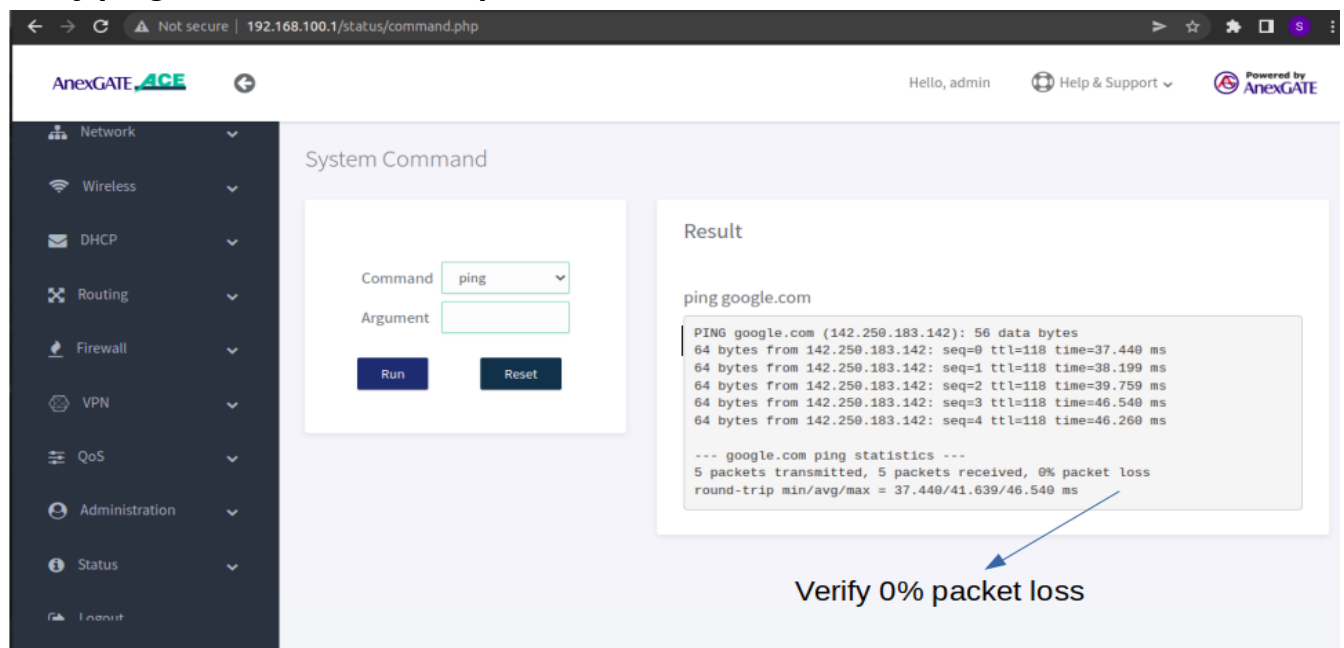 Not secure | 192.168.100.1/status/command.php
S
AnexGATE ACE
Hello, admin
Help & Support
Powered by
AnexGATE
Network
Wireless
DHCP
Routing
Firewall
VPN
QoS
Administration
Status
Logout
System Command
Command ping
Argument
Run Reset
Result
ping google.com
PING google.com (142.250.183.142): 56 data bytes
64 bytes from 142.250.183.142: seq=0 ttl=118 time=37.440 ms
64 bytes from 142.250.183.142: seq=1 ttl=118 time=38.199 ms
64 bytes from 142.250.183.142: seq=2 ttl=118 time=39.759 ms
64 bytes from 142.250.183.142: seq=3 ttl=118 time=46.540 ms
64 bytes from 142.250.183.142: seq=4 ttl=118 time=46.260 ms
--- google.com ping statistics ---
5 packets transmitted, 5 packets received, 0% packet loss
round-trip min/avg/max = 37.440/41.639/46.540 ms
Verify 0% packet loss